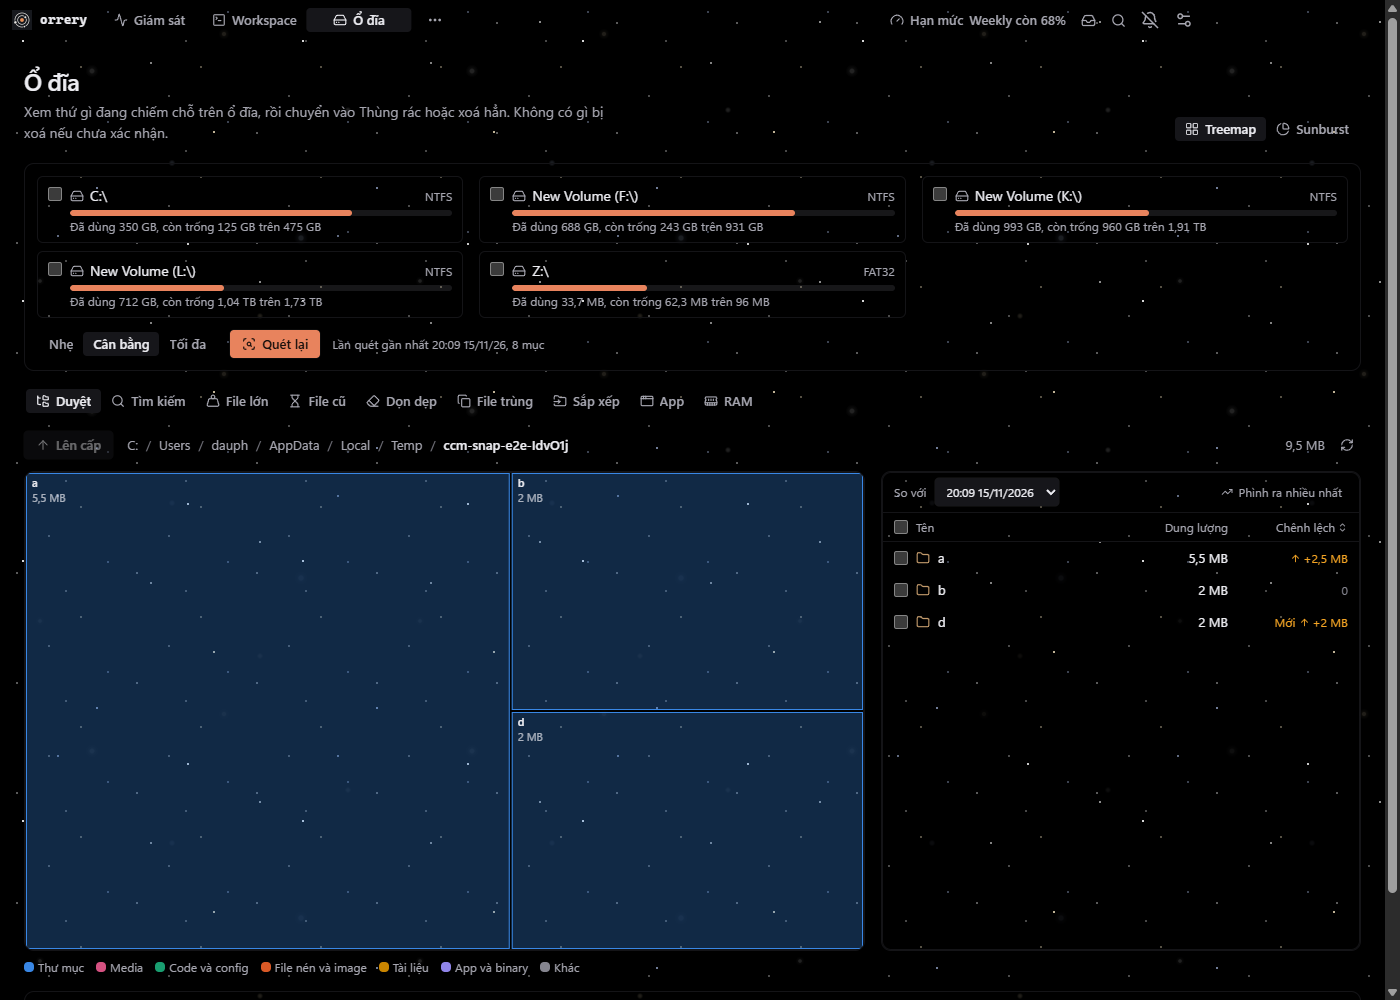 orrery
Giám sát
Workspace
Ổ đĩa
Hạn mức Weekly còn 68%
Ổ đĩa
Xem thứ gì đang chiếm chỗ trên ổ đĩa, rồi chuyển vào Thùng rác hoặc xoá hẳn. Không có gì bị
xoá nếu chưa xác nhận.
Treemap
Sunburst
C:\
NTFS
Đã dùng 350 GB, còn trống 125 GB trên 475 GB
New Volume (F:\)
NTFS
Đã dùng 688 GB, còn trống 243 GB trên 931 GB
New Volume (K:\)
NTFS
Đã dùng 993 GB, còn trống 960 GB trên 1,91 TB
New Volume (L:\)
NTFS
Đã dùng 712 GB, còn trống 1,04 TB trên 1,73 TB
Z:\
FAT32
Đã dùng 33,7 MB, còn trống 62,3 MB trên 96 MB
Nhẹ
Cân bằng
Tối đa
Quét lại
Lần quét gần nhất 20:09 15/11/26, 8 mục
Duyệt
Tìm kiếm
File lớn
File cũ
Dọn dẹp
File trùng
Sắp xếp
App
RAM
Lên cấp
C: / Users / dauph / AppData / Local / Temp / ccm-snap-e2e-IdvO1j
9,5 MB
a
5,5 MB
b
2 MB
d
2 MB
So với
20:09 15/11/2026
Phình ra nhiều nhất
Tên
Dung lượng
Chênh lệch
a
5,5 MB
↑ +2,5 MB
b
2 MB
0
d
2 MB
Mới ↑ +2 MB
Thư mục
Media
Code và config
File nén và image
Tài liệu
App và binary
Khác